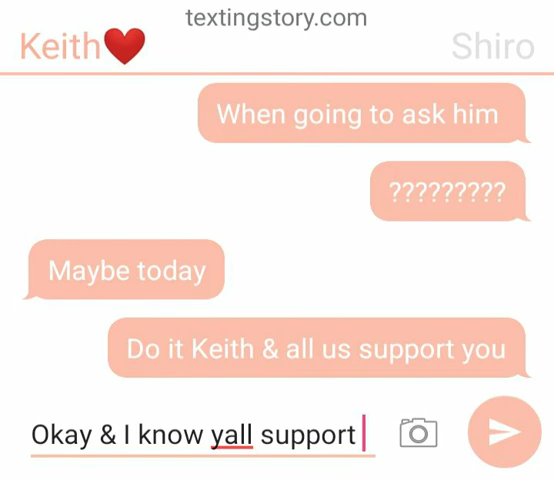 textingstory.com
Keith❤️ Shiro
When going to ask him
?????????
Maybe today
Do it Keith & all us support you
Okay & I know yall support